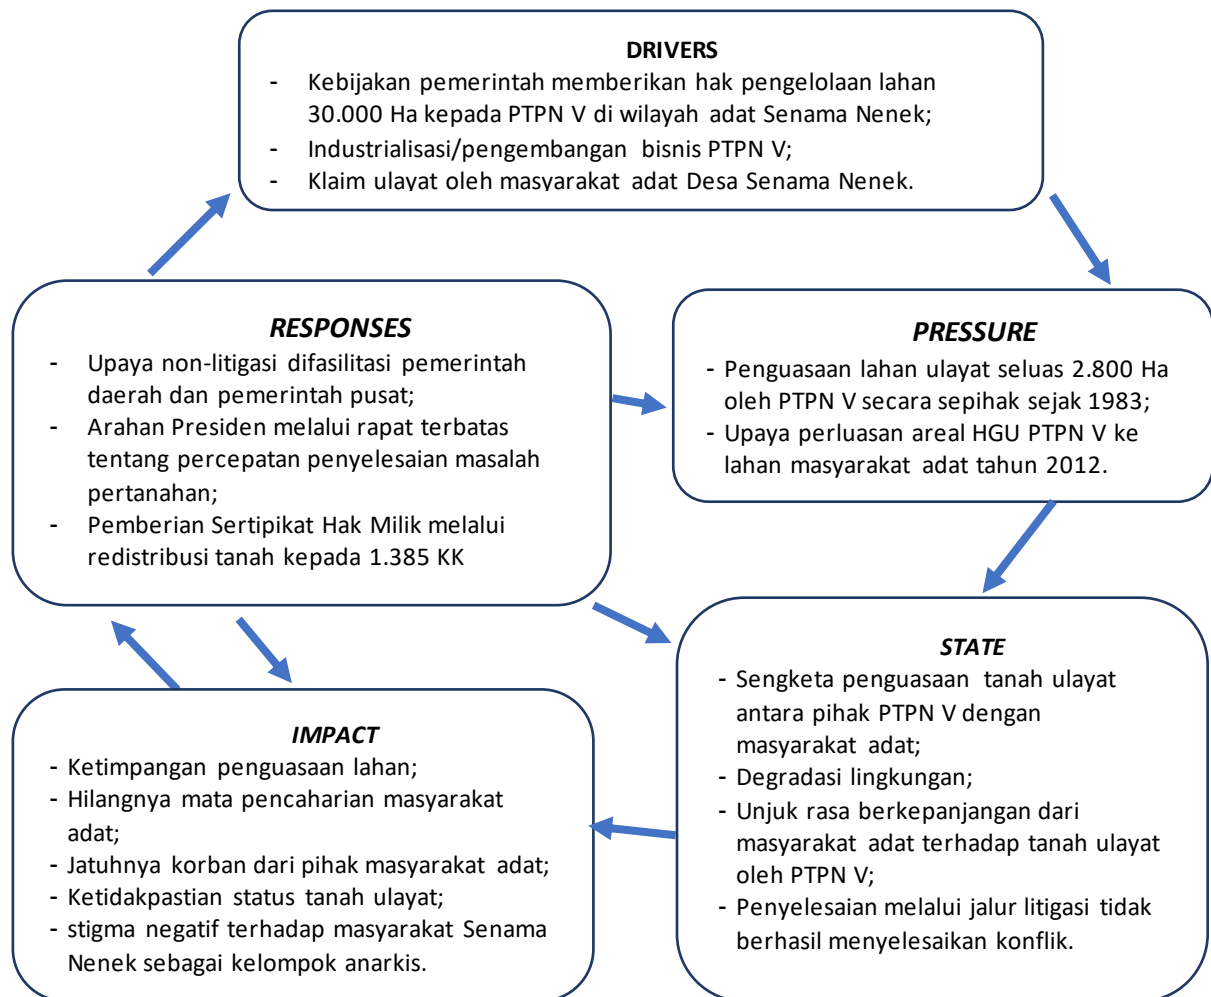 DRIVERS
- Kebijakan pemerintah memberikan hak pengelolaan lahan
30.000 Ha kepada PTPN V di wilayah adat Senama Nenek;
- Industrialisasi/pengembangan bisnis PTPN V;
- Klaim ulayat oleh masyarakat adat Desa Senama Nenek.
RESPONSES
- Upaya non-litigasi difasilitasi pemerintah
daerah dan pemerintah pusat;
- Arahan Presiden melalui rapat terbatas
tentang percepatan penyelesaian masalah
pertanahan;
- Pemberian Sertipikat Hak Milik melalui
redistribusi tanah kepada 1.385 KK
PRESSURE
- Penguasaan lahan ulayat seluas 2.800 Ha
oleh PTPN V secara sepihak sejak 1983;
- Upaya perluasan areal HGU PTPN V ke
lahan masyarakat adat tahun 2012.
STATE
- Sengketa penguasaan tanah ulayat
antara pihak PTPN V dengan
masyarakat adat;
- Degradasi lingkungan;
- Unjuk rasa berkepanjangan dari
masyarakat adat terhadap tanah ulayat
oleh PTPN V;
- Penyelesaian melalui jalur litigasi tidak
berhasil menyelesaikan konflik.
IMPACT
- Ketimpangan penguasaan lahan;
- Hilangnya mata pencaharian masyarakat
adat;
- Jatuhnya korban dari pihak masyarakat adat;
- Ketidakpastian status tanah ulayat;
- stigma negatif terhadap masyarakat Senama
Nenek sebagai kelompok anarkis.